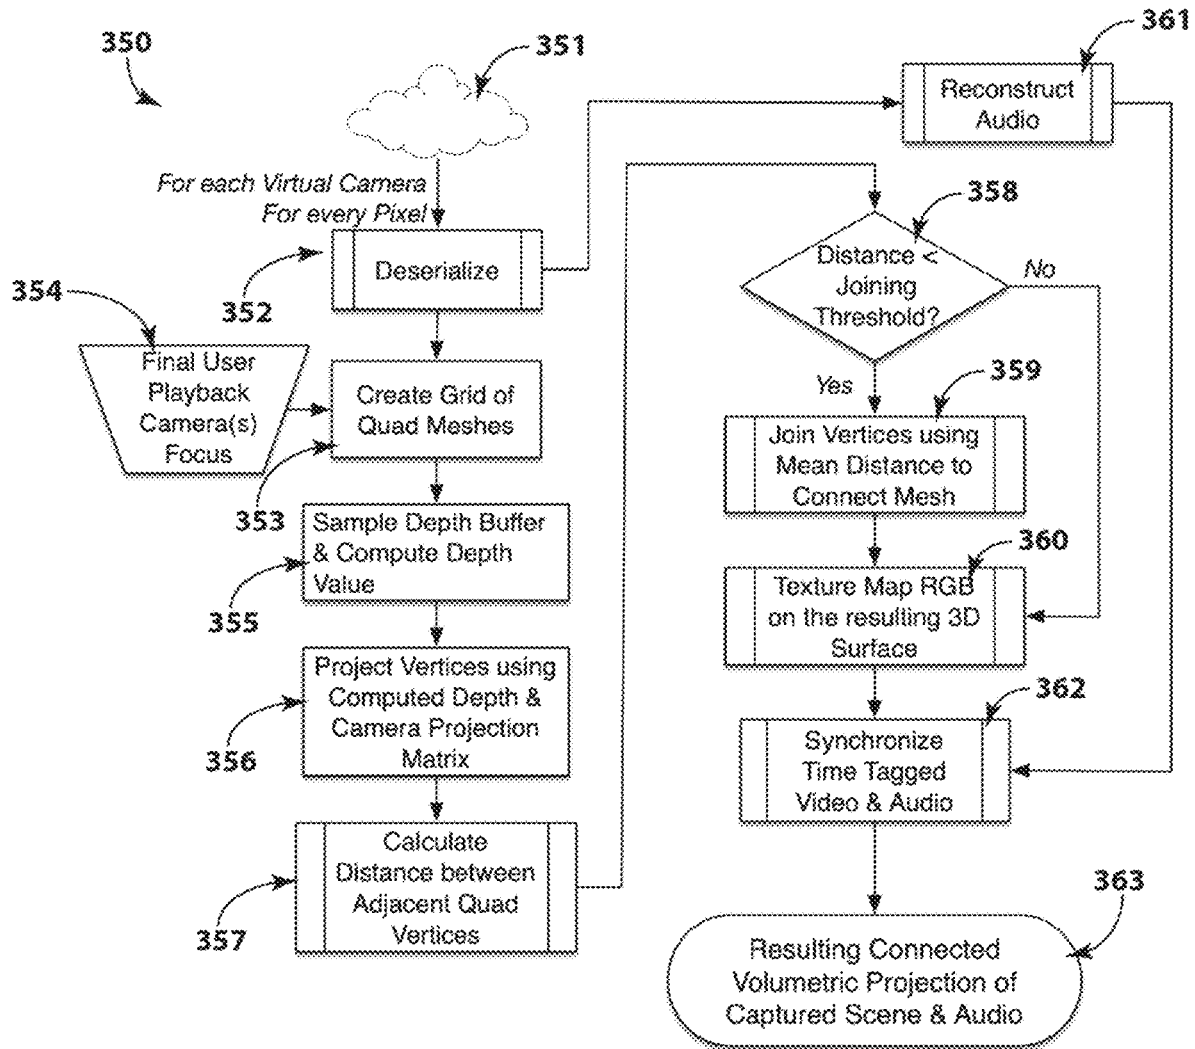 350
351
For each Virtual Camera
For every Pixel
352
Deserialize
354
Final User
Playback
Camera(s)
Focus
353
Create Grid of
Quad Meshes
355
Sample Depth Buffer
& Compute Depth
Value
356
Project Vertices using
Computed Depth &
Camera Projection
Matrix
357
Calculate
Distance between
Adjacent Quad
Vertices
361
Reconstruct
Audio
358
Distance <
Joining
Threshold?
No
Yes
359
Join Vertices using
Mean Distance to
Connect Mesh
360
Texture Map RGB
on the resulting 3D
Surface
362
Synchronize
Time Tagged
Video & Audio
363
Resulting Connected
Volumetric Projection of
Captured Scene & Audio